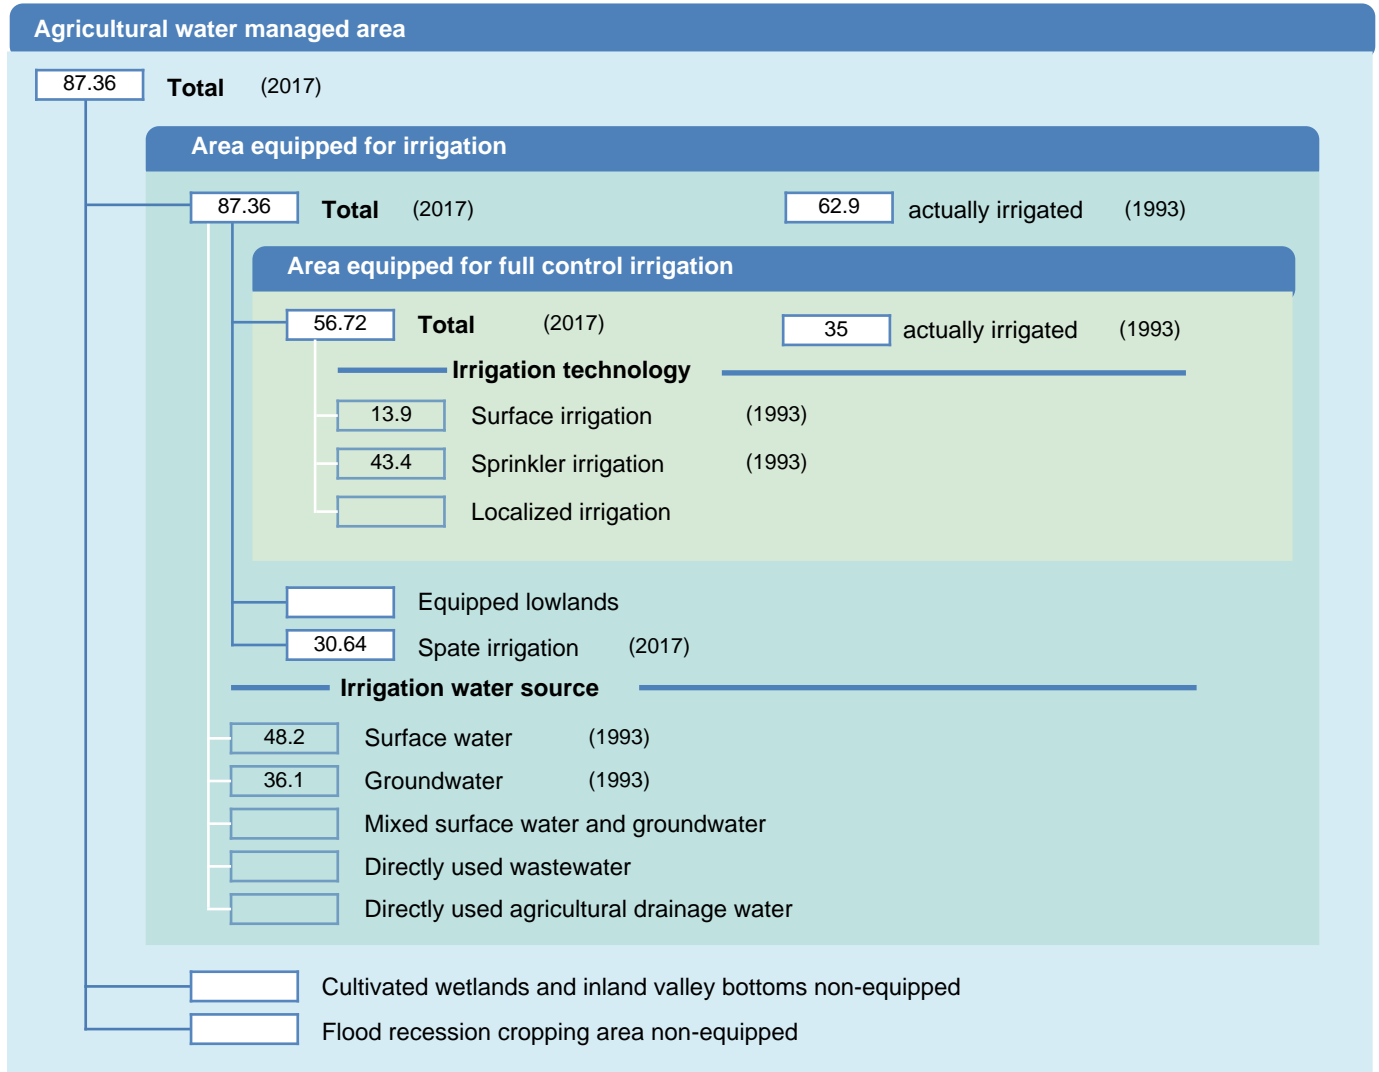 Agricultural water managed area
87.36 Total (2017)
Area equipped for irrigation
87.36 Total (2017) 62.9 actually irrigated (1993)
Area equipped for full control irrigation
56.72 Total (2017) 35 actually irrigated (1993)
Irrigation technology
13.9 Surface irrigation (1993)
43.4 Sprinkler irrigation (1993)
Localized irrigation
Equipped lowlands
30.64 Spate irrigation (2017)
Irrigation water source
48.2 Surface water (1993)
36.1 Groundwater (1993)
Mixed surface water and groundwater
Directly used wastewater
Directly used agricultural drainage water
Cultivated wetlands and inland valley bottoms non-equipped
Flood recession cropping area non-equipped